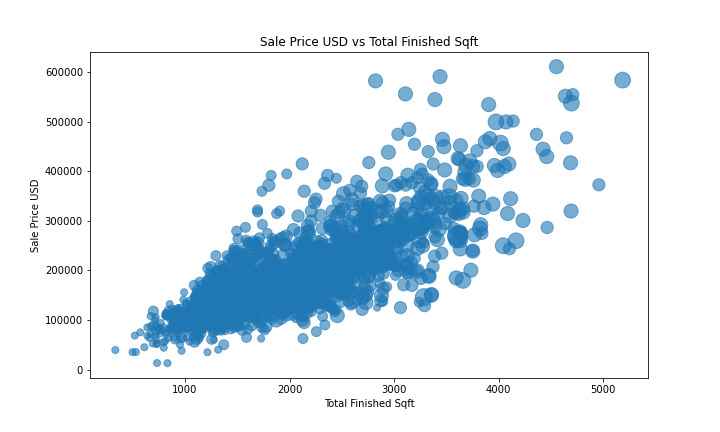 Sale Price USD vs Total Finished Sqft
600000
500000
400000
300000
200000
100000
0
Sale Price USD
1000 2000 3000 4000 5000
Total Finished Sqft